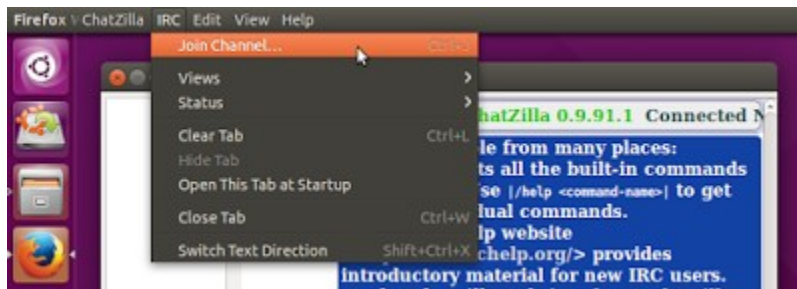 Firefox ChatZilla IRC Edit View Help
Join Channel...
Views
Status
Clear Tab Ctrl+L
Hide Tab
Open This Tab at Startup
Close Tab Ctrl+W
Switch Text Direction Shift+Ctrl+X
hatZilla 0.9.91.1 Connected N
le from many places:
ts all the built-in commands
se |/help <command-name>| to get
lual commands.
lp website
chelp.org/> provides
introductory material for new IRC users.